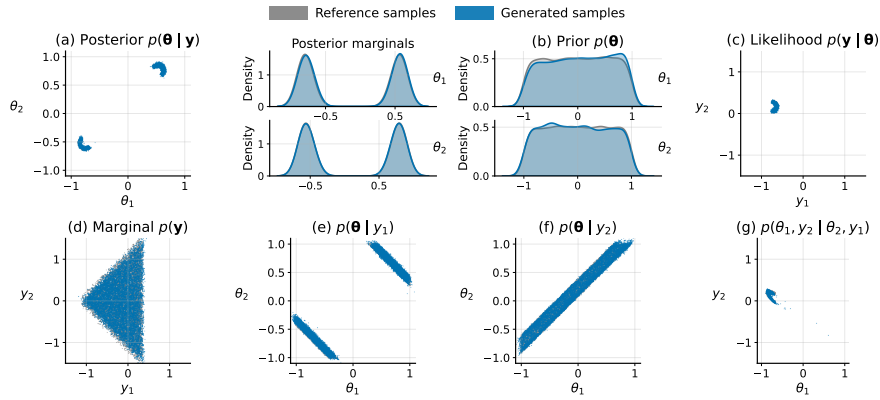 Reference samples
Generated samples
(a) Posterior p(θ | y)
Posterior marginals
(b) Prior p(θ)
(c) Likelihood p(y | θ)
1.0
0.5
0.0
−0.5
−1.0
θ2
−1
0
1
θ1
Density
1
0
θ1
−0.5
0.5
Density
1
0
θ2
−0.5
0.5
Density
0.5
0.0
θ1
−1
0
1
Density
0.5
0.0
θ2
−1
0
1
y2
1
0
−1
−1
0
1
y1
(d) Marginal p(y)
(e) p(θ | y1)
(f) p(θ | y2)
(g) p(θ1, y2 | θ2, y1)
y2
1
0
−1
−1
0
1
y1
θ2
1.0
0.5
0.0
−0.5
−1.0
−1
0
1
θ1
θ2
1.0
0.5
0.0
−0.5
−1.0
−1
0
1
θ1
y2
1
0
−1
−1
0
1
θ1